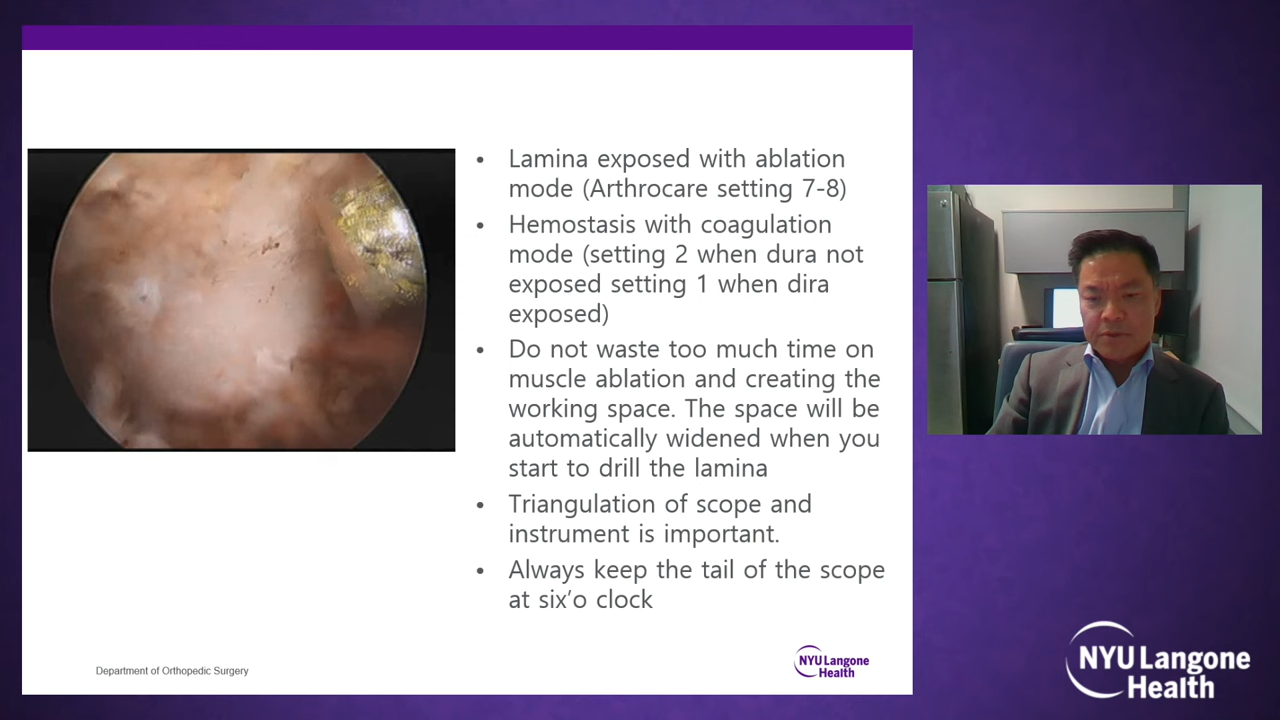 • Lamina exposed with ablation
mode (Arthrocare setting 7-8)
• Hemostasis with coagulation
mode (setting 2 when dura not
exposed setting 1 when dira
exposed)
• Do not waste too much time on
muscle ablation and creating the
working space. The space will be
automatically widened when you
start to drill the lamina
• Triangulation of scope and
instrument is important.
• Always keep the tail of the scope
at six’o clock
Department of Orthopedic Surgery
NYU Langone
Health
NYU Langone
Health